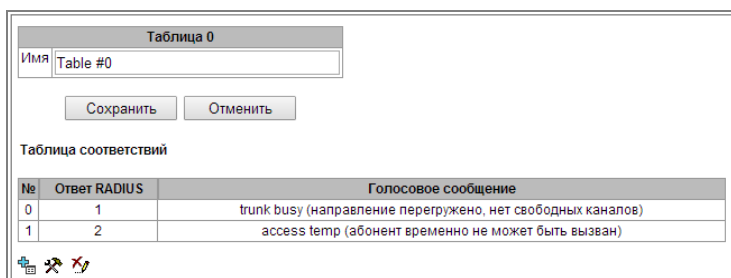 Таблица 0
Имя Table #0
Сохранить Отменить
Таблица соответствий
№ Ответ RADIUS Голосовое сообщение
0 1 trunk busy (направление перегружено, нет свободных каналов)
1 2 access temp (абонент временно не может быть вызван)